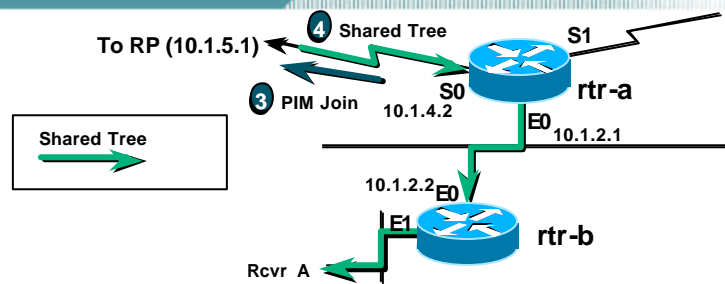 4 Shared Tree
To RP (10.1.5.1)
S1
3 PIM Join
S0
rtr-a
10.1.4.2
E0
10.1.2.1
Shared Tree
10.1.2.2
E0
E1
rtr-b
Rcvr A